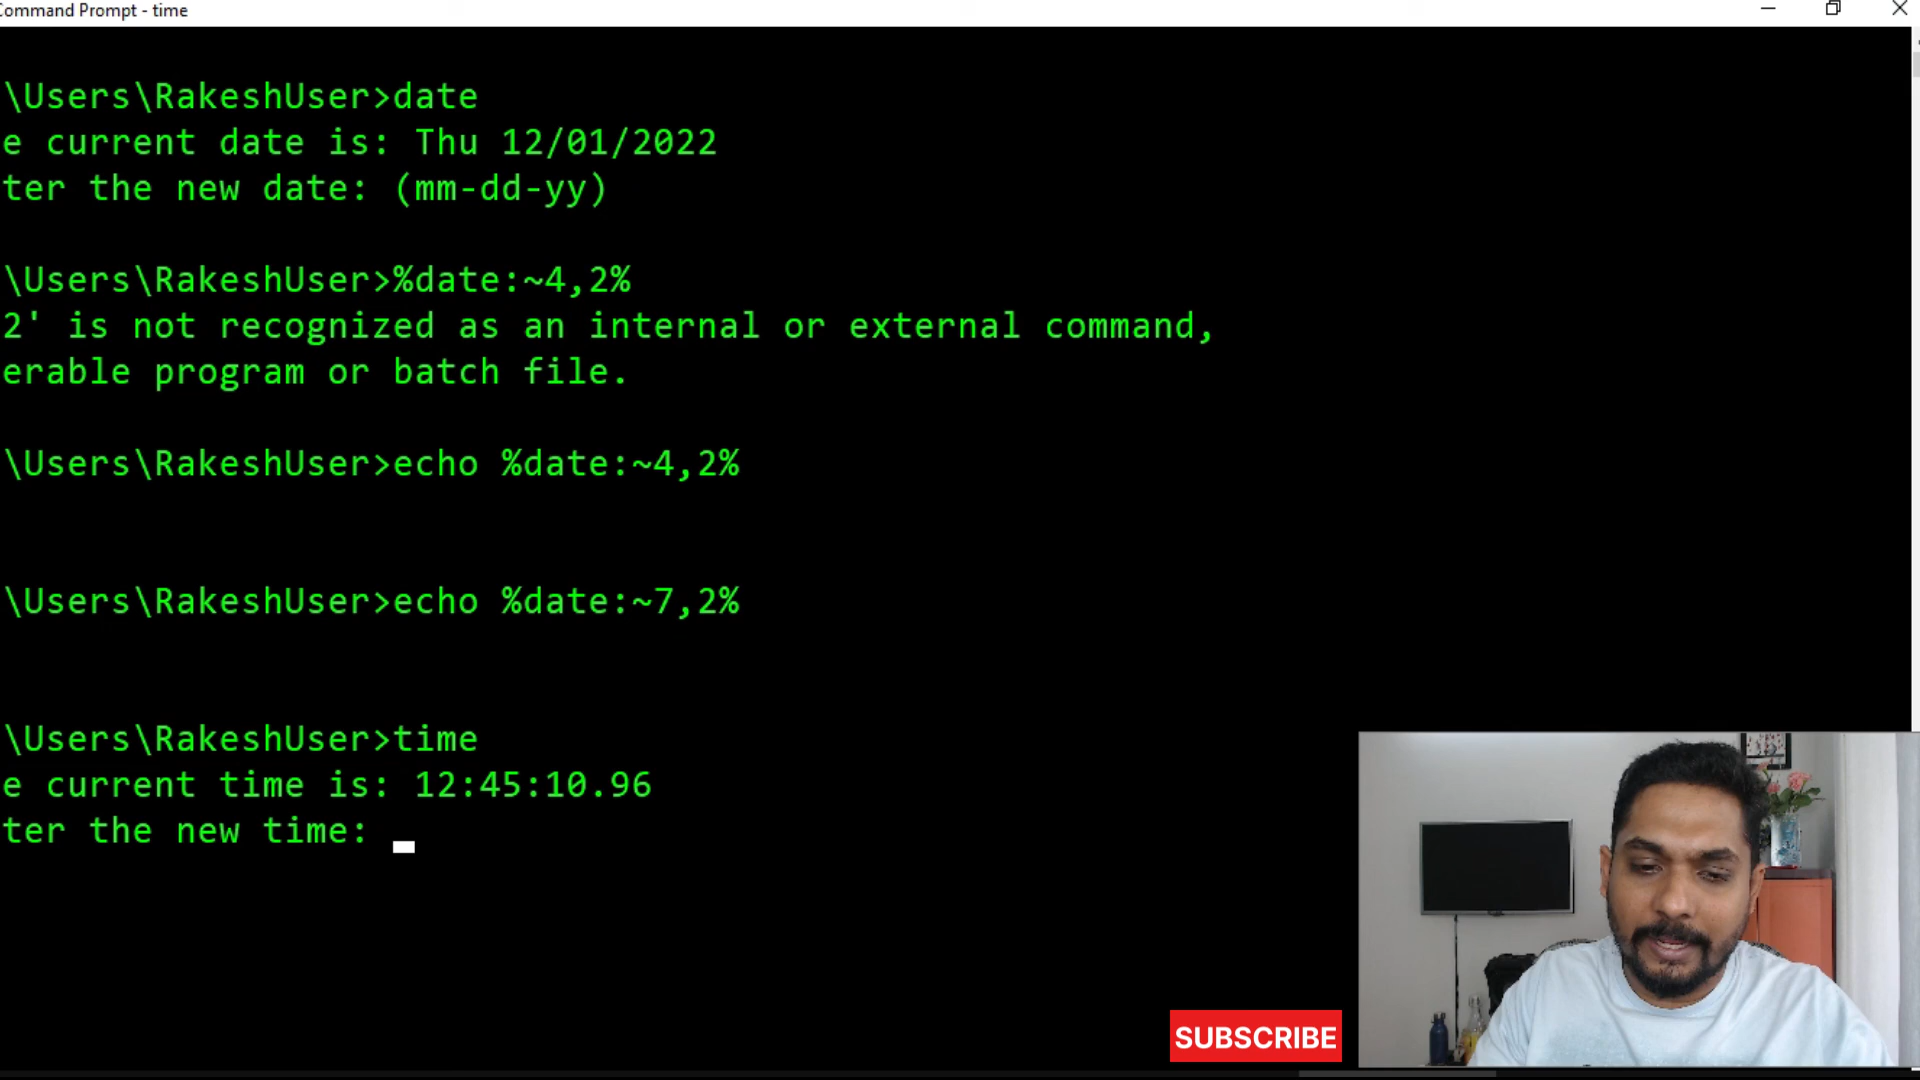 Command Prompt - time
\Users\RakeshUser>date
e current date is: Thu 12/01/2022
ter the new date: (mm-dd-yy)
\Users\RakeshUser>%date:~4,2%
2' is not recognized as an internal or external command,
erable program or batch file.
\Users\RakeshUser>echo %date:~4,2%
\Users\RakeshUser>echo %date:~7,2%
\Users\RakeshUser>time
e current time is: 12:45:10.96
ter the new time:
SUBSCRIBE